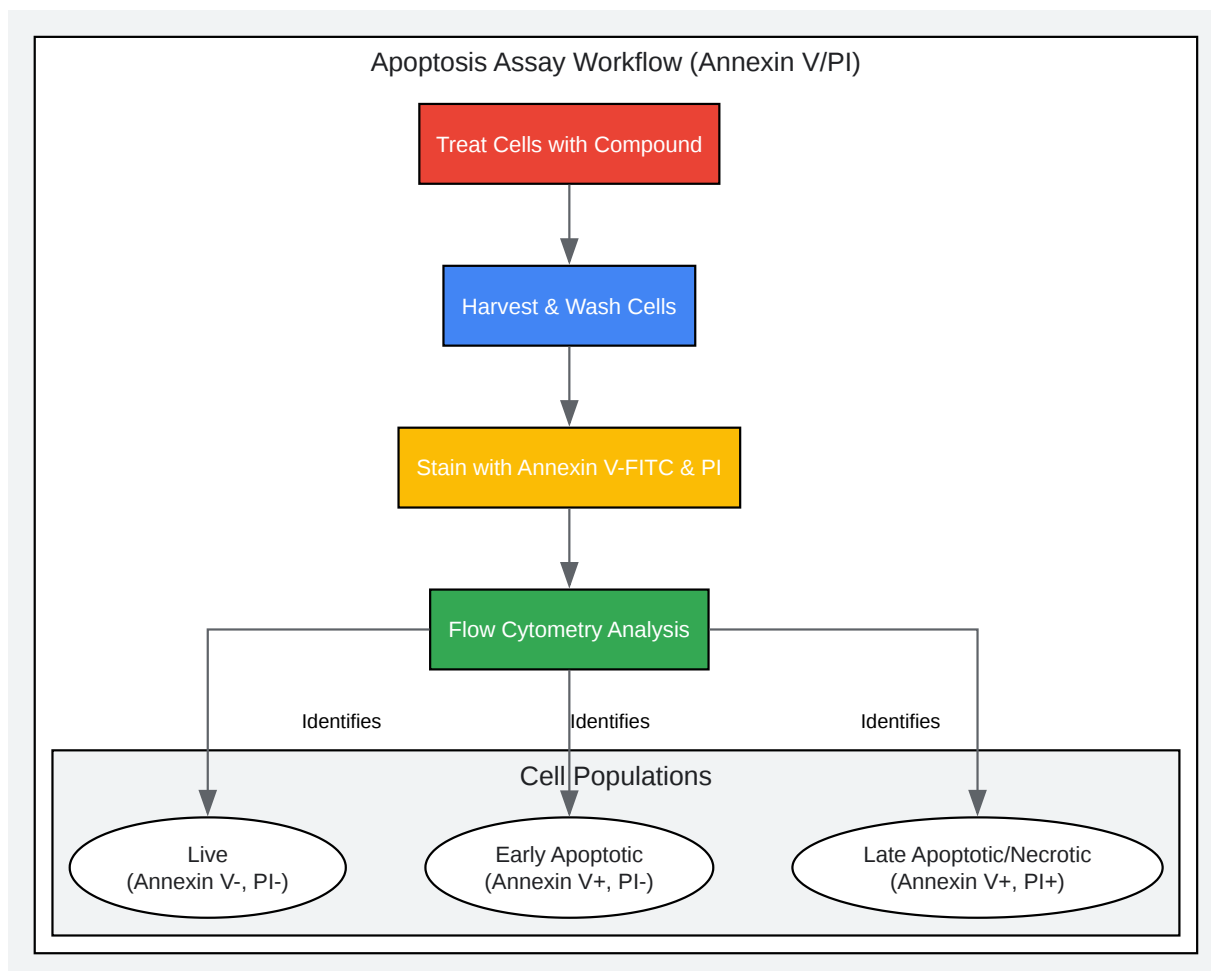 Apoptosis Assay Workflow (Annexin V/PI)
Treat Cells with Compound
Harvest & Wash Cells
Stain with Annexin V-FITC & PI
Flow Cytometry Analysis
Identifies
Identifies
Identifies
Cell Populations
Live
(Annexin V-, PI-)
Early Apoptotic
(Annexin V+, PI-)
Late Apoptotic/Necrotic
(Annexin V+, PI+)